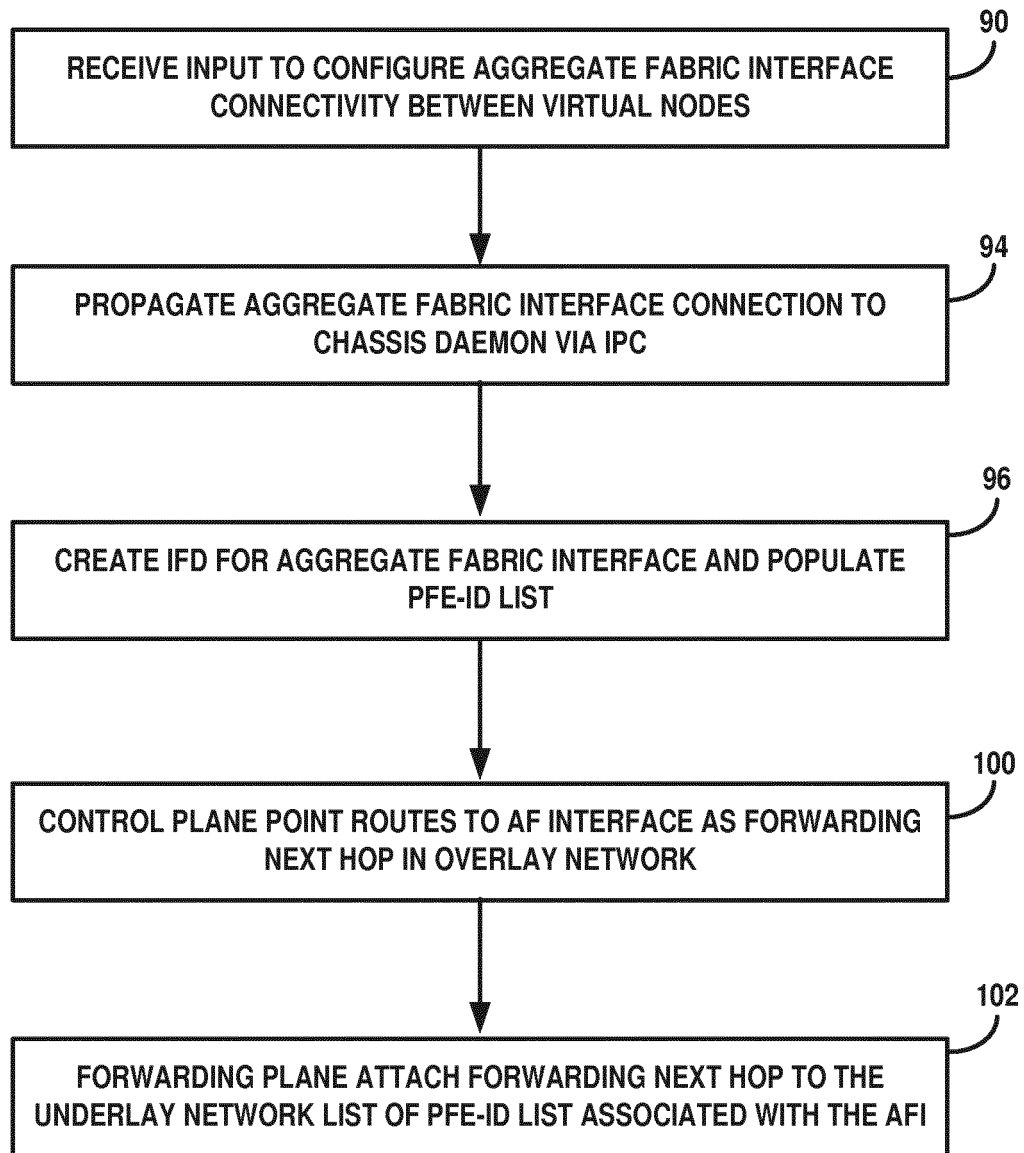 90
RECEIVE INPUT TO CONFIGURE AGGREGATE FABRIC INTERFACE
CONNECTIVITY BETWEEN VIRTUAL NODES
94
PROPAGATE AGGREGATE FABRIC INTERFACE CONNECTION TO
CHASSIS DAEMON VIA IPC
96
CREATE IFD FOR AGGREGATE FABRIC INTERFACE AND POPULATE
PFE-ID LIST
100
CONTROL PLANE POINT ROUTES TO AF INTERFACE AS FORWARDING
NEXT HOP IN OVERLAY NETWORK
102
FORWARDING PLANE ATTACH FORWARDING NEXT HOP TO THE
UNDERLAY NETWORK LIST OF PFE-ID LIST ASSOCIATED WITH THE AFI